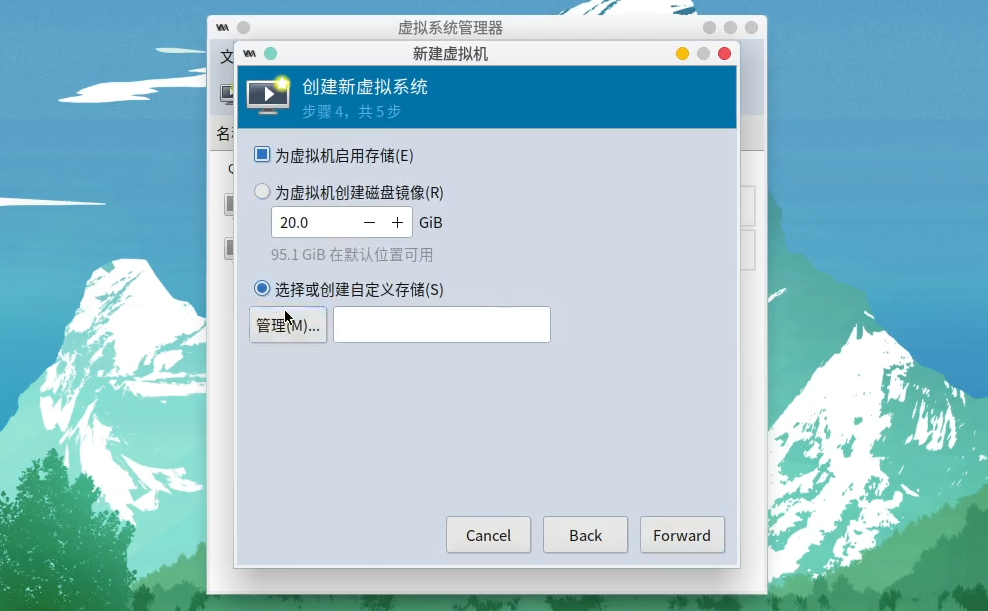 虚拟系统管理器
文
新建虚拟机
创建新虚拟系统
步骤 4，共 5 步
名
为虚拟机启用存储(E)
为虚拟机创建磁盘镜像(R)
20.0 − + GiB
95.1 GiB 在默认位置可用
选择或创建自定义存储(S)
管理(M)...
Cancel Back Forward